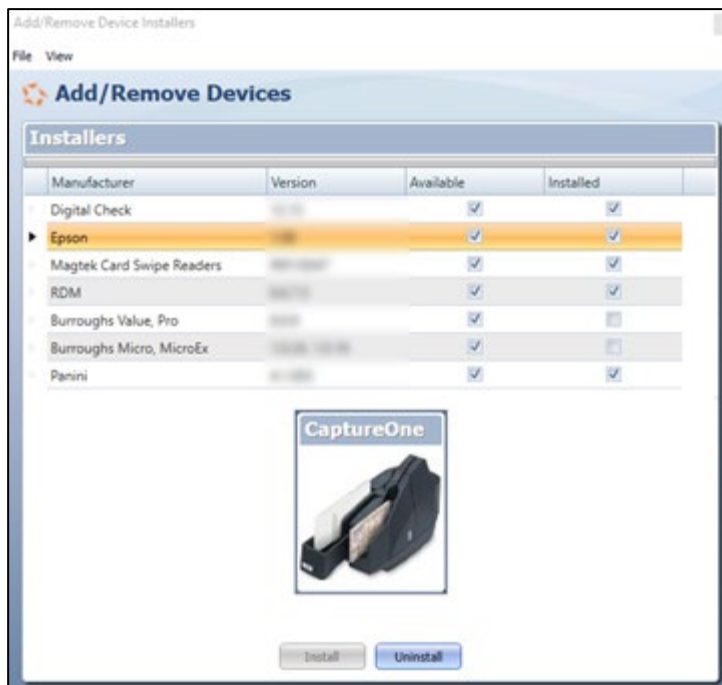 Add/Remove Device Installers
File View
Add/Remove Devices
Installers
Manufacturer Version Available Installed
Digital Check
Epson
Magtek Card Swipe Readers
RDM
Burroughs Value, Pro
Burroughs Micro, MicroEx
Panini
CaptureOne
Install Uninstall